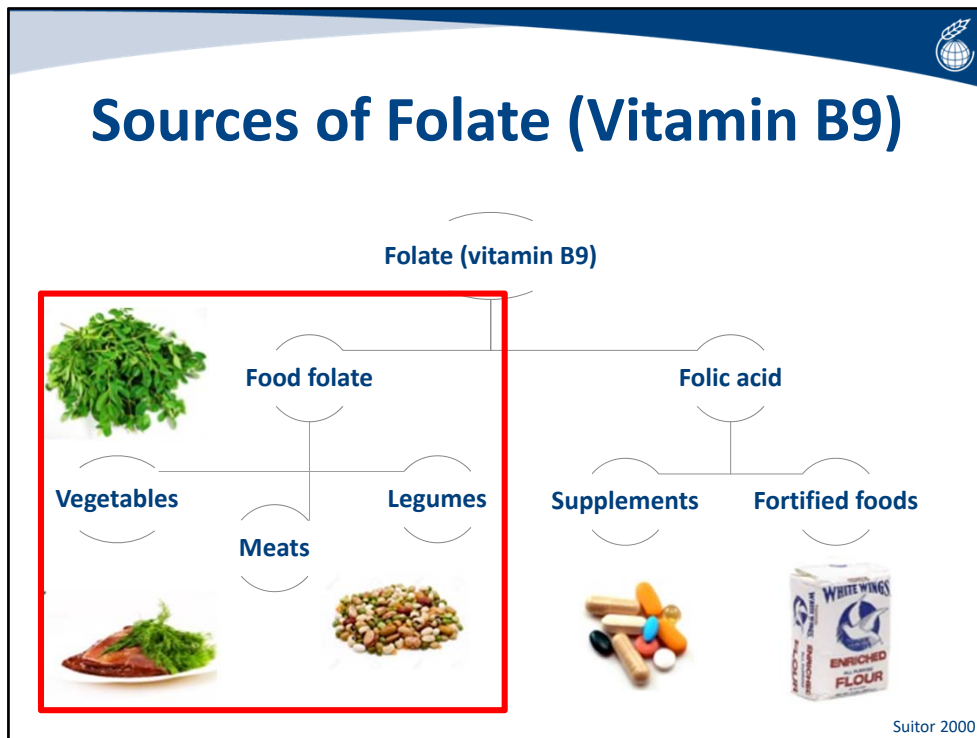 Sources of Folate (Vitamin B9)
Folate (vitamin B9)
Food folate
Folic acid
Vegetables
Meats
Legumes
Supplements
Fortified foods
WHITE WINGS
ENRICHED
FLOUR
Suitor 2000